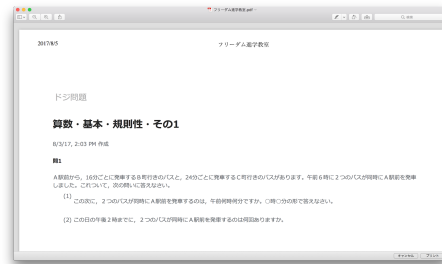 フリーダム進学教室.pdf
検索
2017/8/5
フリーダム進学教室
ドジ問題
算数・基本・規則性・その1
8/3/17, 2:03 PM 作成
問1
A駅前から，16分ごとに発車するB町行きのバスと，24分ごとに発車するC町行きのバスがあります。午前６時に２つのバスが同時にA駅前を発車
しました。これついて，次の問いに答えなさい。
(1)
この次に，２つのバスが同時にA駅前を発車するのは，午前何時何分ですか。○時○分の形で答えなさい。
(2) この日の午後２時までに，２つのバスが同時にA駅前を発車するのは何回ありますか。
キャンセル
プリント